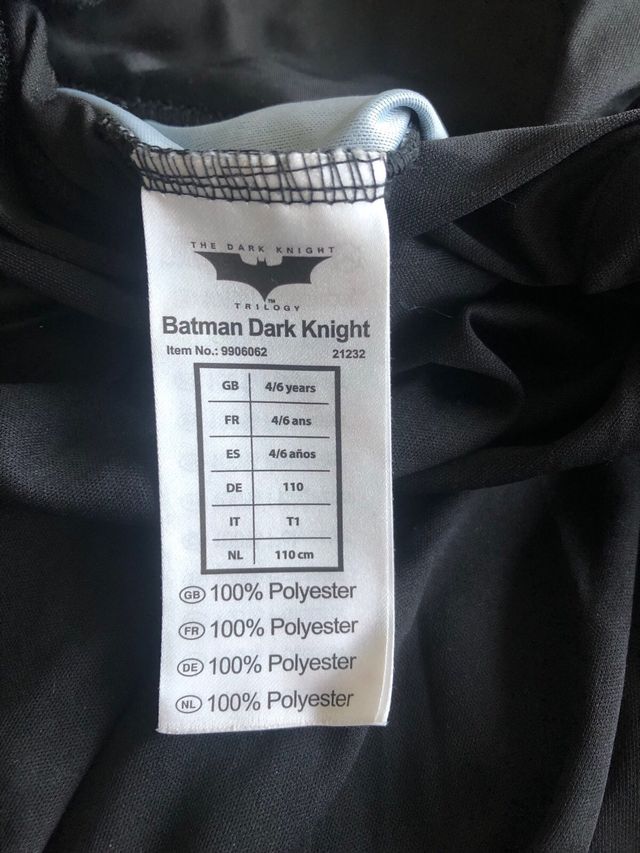 THE DARK KNIGHT
TM
TRILOGY
Batman Dark Knight
Item No.: 9906062 21232
GB 4/6 years
FR 4/6 ans
ES 4/6 años
DE 110
IT T1
NL 110 cm
GB 100% Polyester
FR 100% Polyester
DE 100% Polyester
NL 100% Polyester